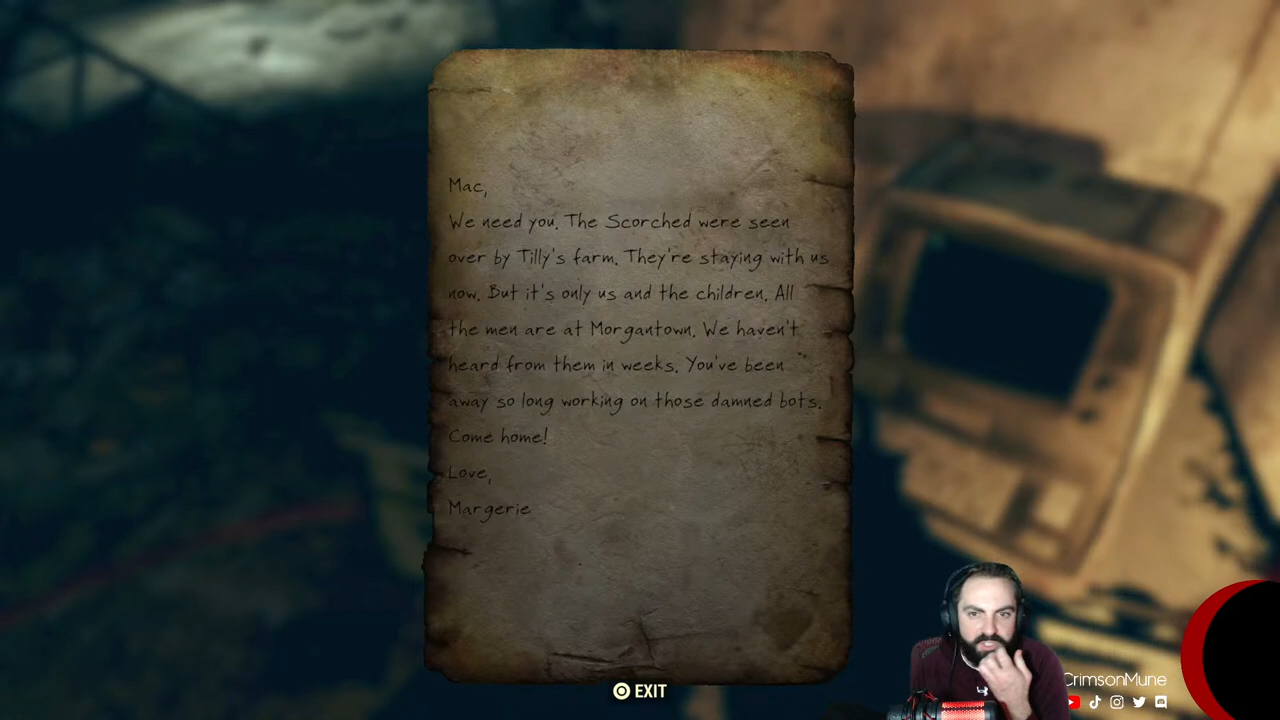 Mac,
We need you. The Scorched were seen
over by Tilly's farm. They're staying with us
now. But it's only us and the children. All
the men are at Morgantown. We haven't
heard from them in weeks. You've been
away so long working on those damned bots.
Come home!
Love,
Margerie
EXIT
CrimsonMune